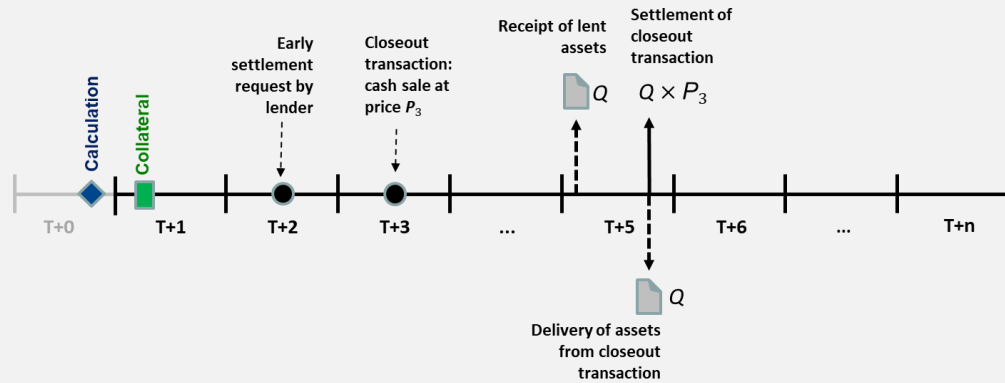 Calculation
Collateral
Early
settlement
request by
lender
Closeout
transaction:
cash sale at
price P₃
Receipt of lent
assets
Q
Settlement of
closeout
transaction
Q × P₃
T+0
T+1
T+2
T+3
...
T+5
T+6
...
T+n
Q
Delivery of assets
from closeout
transaction